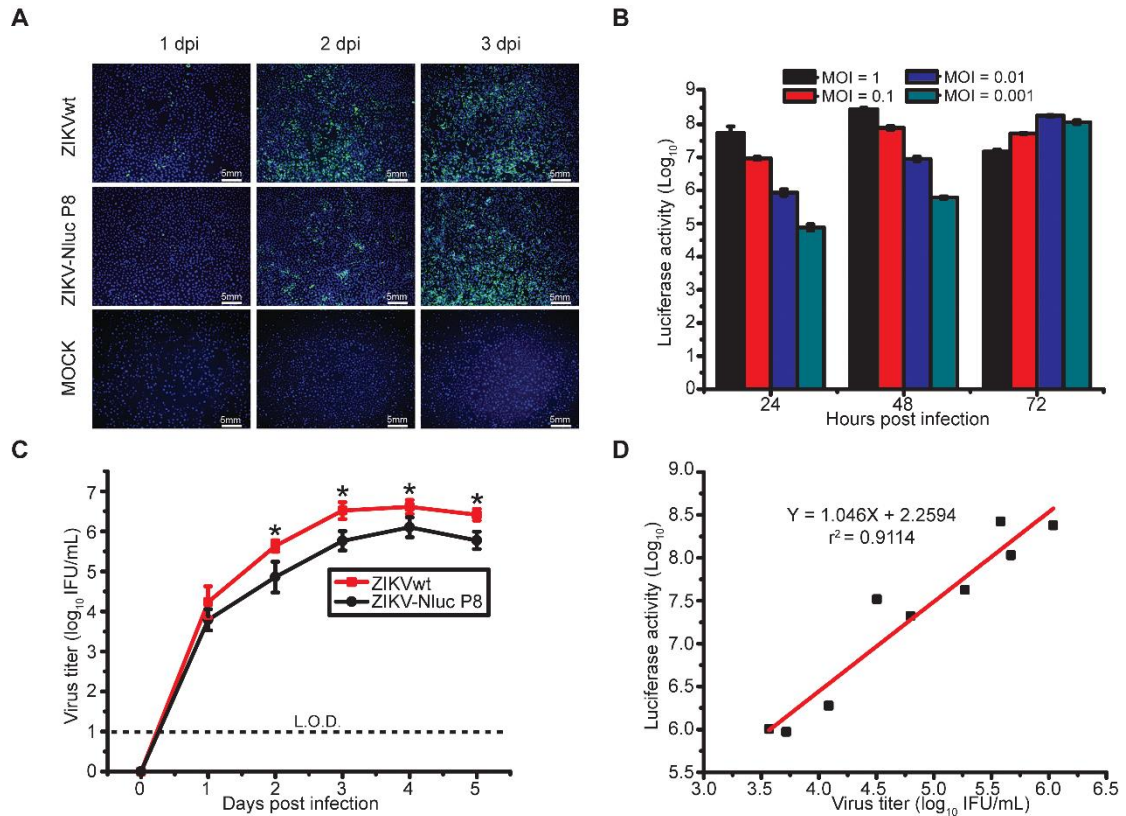 A
1 dpi 2 dpi 3 dpi
ZIKVwt
5mm 5mm 5mm
ZIKV-Nluc P8
5mm 5mm 5mm
MOCK
5mm 5mm 5mm
B
MOI = 1 MOI = 0.01
MOI = 0.1 MOI = 0.001
Luciferase activity (Log10)
9
8
7
6
5
4
3
2
1
0
24 48 72
Hours post infection
C
Virus titer (log10 IFU/mL)
7
6
5
4
3
2
1
0
* * * *
ZIKVwt
ZIKV-Nluc P8
L.O.D.
0 1 2 3 4 5
Days post infection
D
Luciferase activity (Log10)
9.0
8.5
8.0
7.5
7.0
6.5
6.0
5.5
Y = 1.046X + 2.2594
r² = 0.9114
3.0 3.5 4.0 4.5 5.0 5.5 6.0 6.5
Virus titer (log10 IFU/mL)